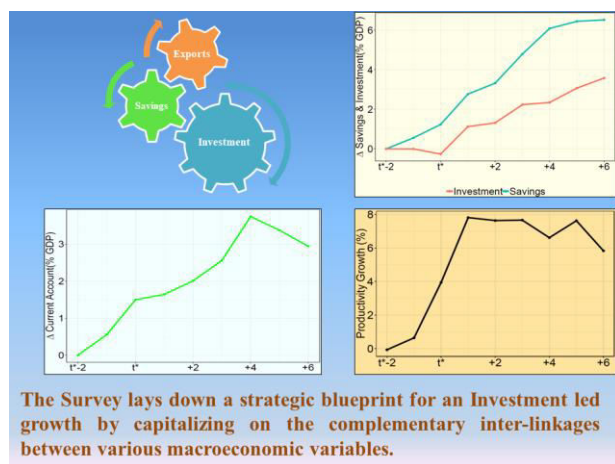 Exports
Savings
Investment
Δ Savings & Investment(% GDP)
6
4
2
0
t*-2
t*
+2
+4
+6
Investment Savings
Δ Current Account(% GDP)
3
2
1
0
t*-2
t*
+2
+4
+6
Productivity Growth (%)
8
6
4
2
0
t*-2
t*
+2
+4
+6
The Survey lays down a strategic blueprint for an Investment led
growth by capitalizing on the complementary inter-linkages
between various macroeconomic variables.